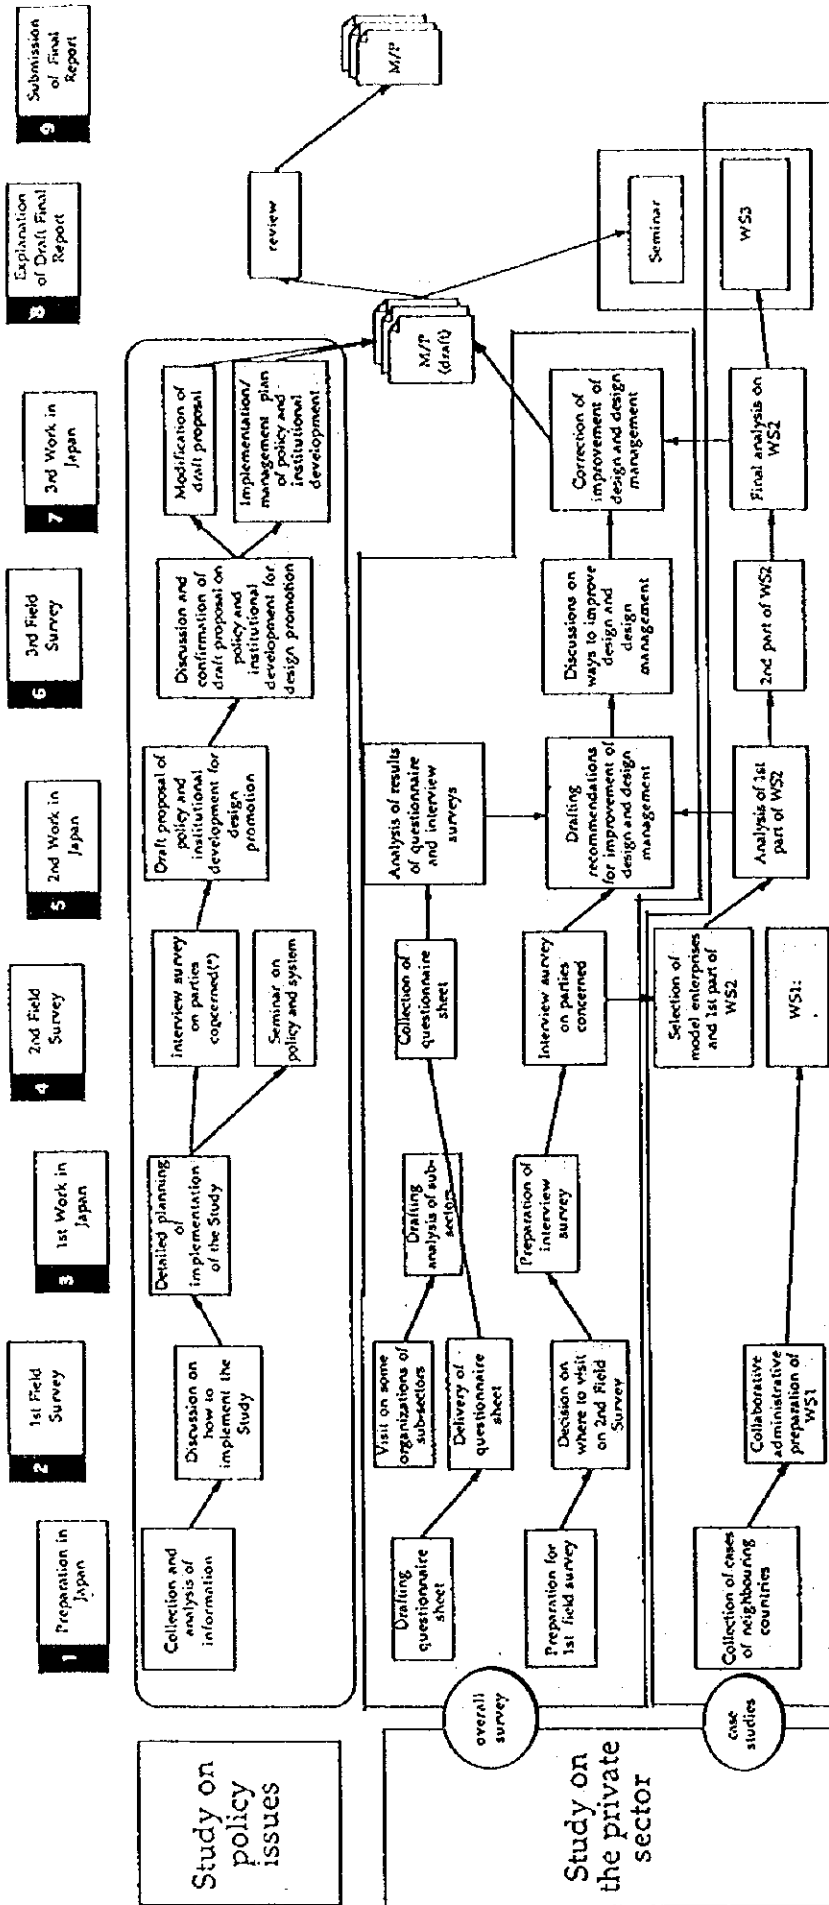 1
Preparation in
Japan
2
1st Field
Survey
3
1st Work in
Japan
4
2nd Field
Survey
5
2nd Work in
Japan
6
3rd Field
Survey
7
3rd Work in
Japan
8
Explanation
of Draft Final
Report
9
Submission
of Final
Report
Study on
policy
issues
Collection and
analysis of
information
Discussion on
how to
implement the
Study
Detailed planning
of
implementation
of the Study
Interview survey
on parties
concerned(*)
Seminar on
policy and system
Draft proposal of
policy and
institutional
development for
design
promotion
Discussion and
confirmation of
draft proposal on
policy and
institutional
development for
design promotion
Modification of
draft proposal
Implementation/
management plan
of policy and
institutional
development
review
M/P
M/P
(draft)
Study on
the private
sector
overall
survey
Drafting
questionnaire
sheet
Visit on some
organizations of
sub-sectors
Delivery of
questionnaire
sheet
Drafting
analysis of sub-
sectors
Collection of
questionnaire
sheet
Analysis of results
of questionnaire
and interview
surveys
Preparation for
1st field survey
Decision on
where to visit
on 2nd Field
Survey
Preparation of
interview
survey
Interview survey
on parties
concerned
Drafting
recommendations
for improvement of
design and design
management
Discussions on
ways to improve
design and
design
management
Correction of
improvement of
design and design
management
Seminar
case
studies
Collection of cases
of neighbouring
countries
Collaborative
administrative
preparation of
WS1
Selection of
model enterprises
and 1st part of
WS2
WS1:
Analysis of 1st
part of WS2
2nd part of WS2
Final analysis on
WS2
WS3